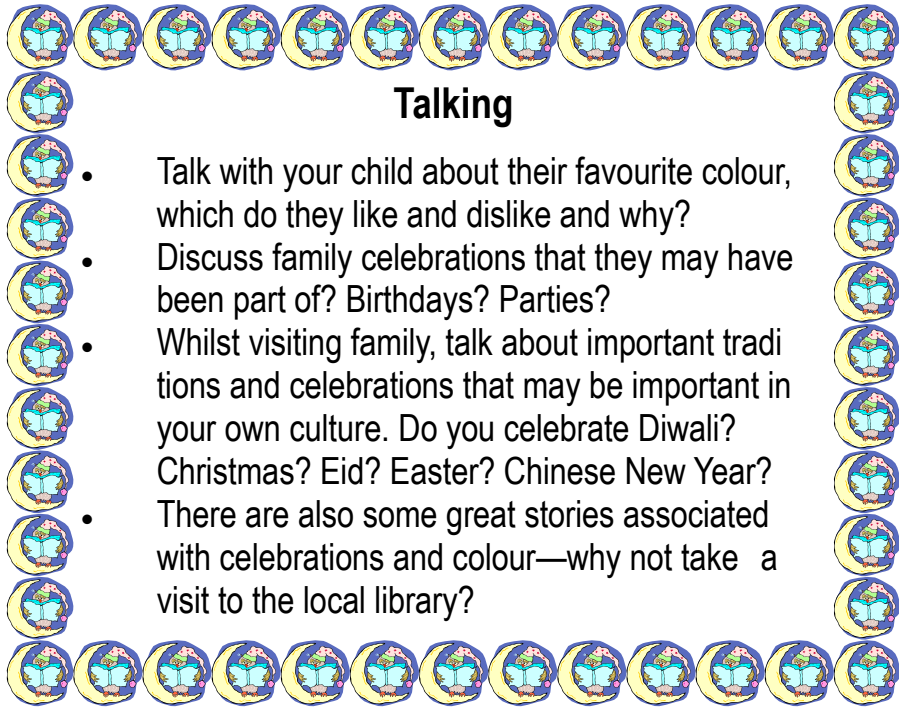 Talking
• Talk with your child about their favourite colour,
which do they like and dislike and why?
• Discuss family celebrations that they may have
been part of? Birthdays? Parties?
• Whilst visiting family, talk about important tradi
tions and celebrations that may be important in
your own culture. Do you celebrate Diwali?
Christmas? Eid? Easter? Chinese New Year?
• There are also some great stories associated
with celebrations and colour—why not take a
visit to the local library?